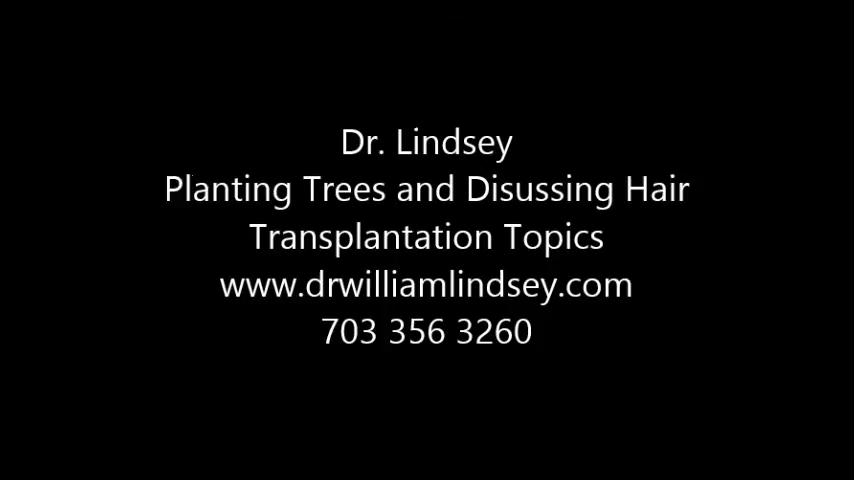 Dr. Lindsey
Planting Trees and Disussing Hair
Transplantation Topics
www.drwilliamlindsey.com
703 356 3260